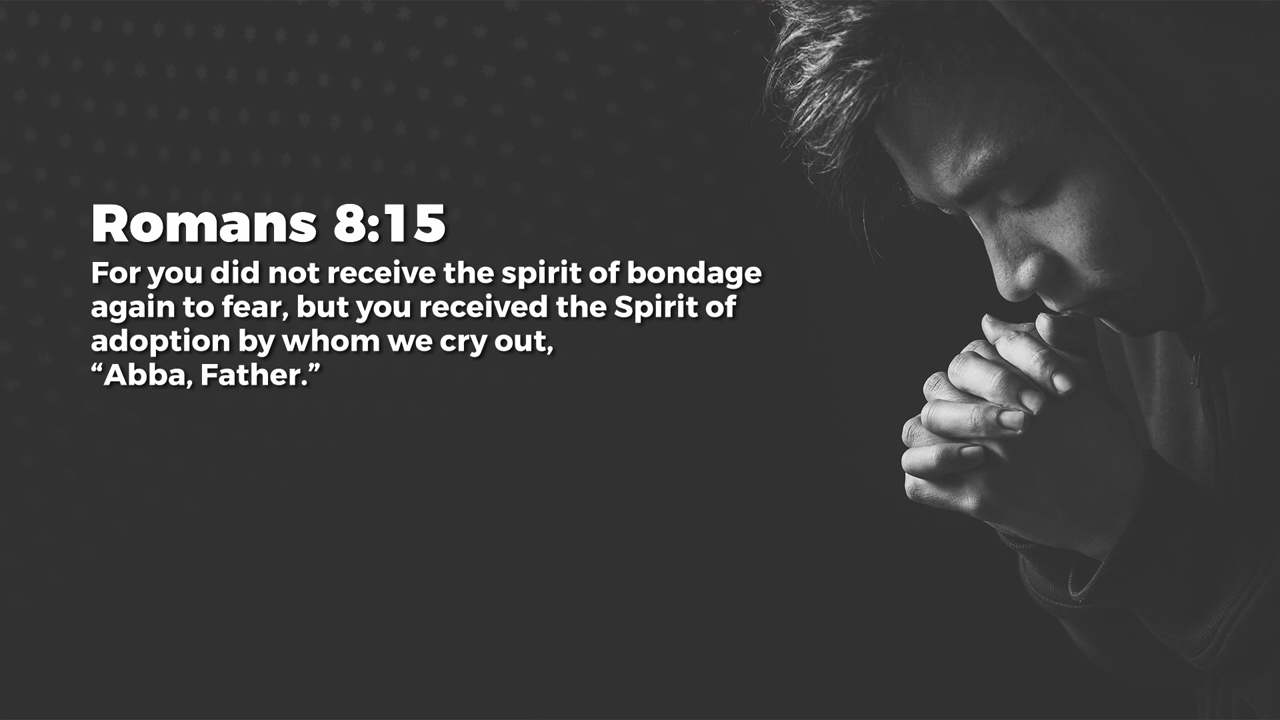 Romans 8:15
For you did not receive the spirit of bondage
again to fear, but you received the Spirit of
adoption by whom we cry out,
“Abba, Father.”